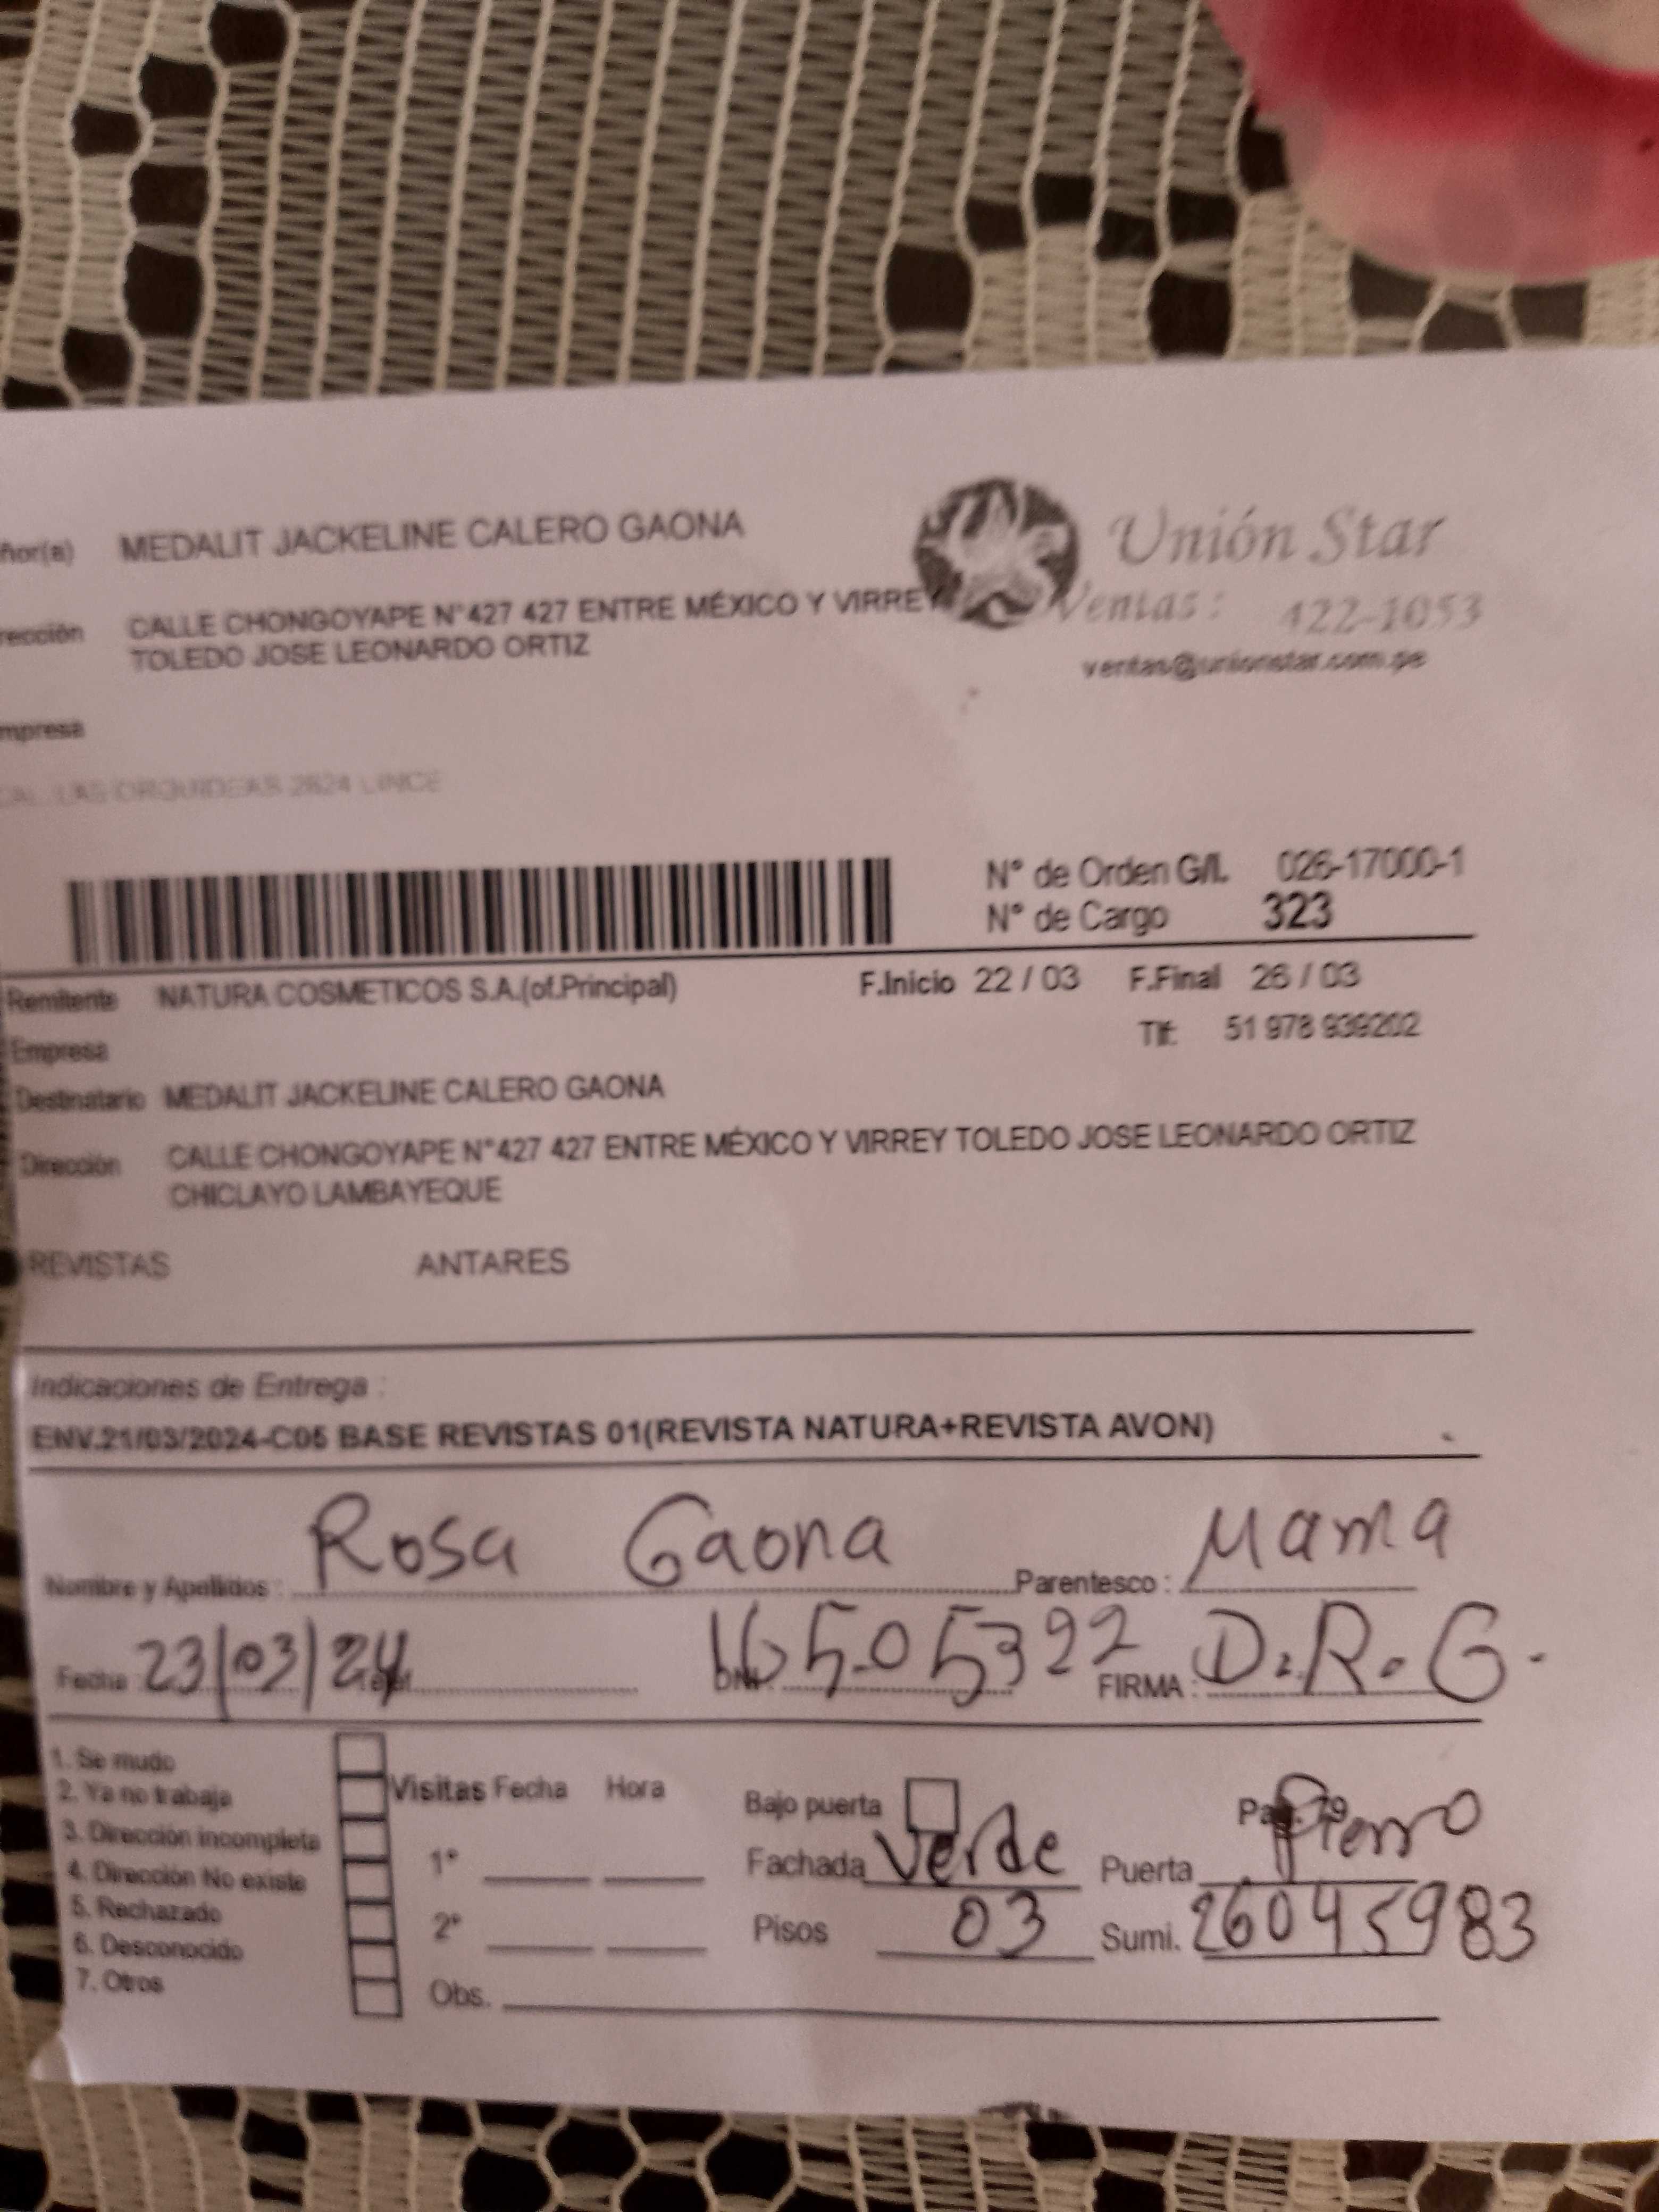 ñor(a) MEDALIT JACKELINE CALERO GAONA
Unión Star
rección CALLE CHONGOYAPE N°427 427 ENTRE MÉXICO Y VIRREY
TOLEDO JOSE LEONARDO ORTIZ
Ventas: 422-1053
ventas@unionstar.com.pe
mpresa
CAL. LAS ORQUIDEAS 2624 LINCE
N° de Orden G/L 026-17000-1
N° de Cargo 323
Remitente NATURA COSMETICOS S.A.(of.Principal) F.Inicio 22 / 03 F.Final 26 / 03
Empresa Tlf: 51 978 939202
Destinatario MEDALIT JACKELINE CALERO GAONA
Dirección CALLE CHONGOYAPE N°427 427 ENTRE MÉXICO Y VIRREY TOLEDO JOSE LEONARDO ORTIZ
CHICLAYO LAMBAYEQUE
REVISTAS ANTARES
Indicaciones de Entrega :
ENV.21/03/2024-C05 BASE REVISTAS 01(REVISTA NATURA+REVISTA AVON)
Nombre y Apellidos : Rosa Gaona Parentesco : Mama
Fecha : 23/03/24 DNI : 16505392 FIRMA : D.R.G.
1. Se mudo
2. Ya no trabaja
3. Dirección incompleta
4. Dirección No existe
5. Rechazado
6. Desconocido
7. Otros
Visitas Fecha Hora
1°
2°
Obs.
Bajo puerta
Fachada Verde Puerta Fierro
Pisos 03 Sumi. 26045983